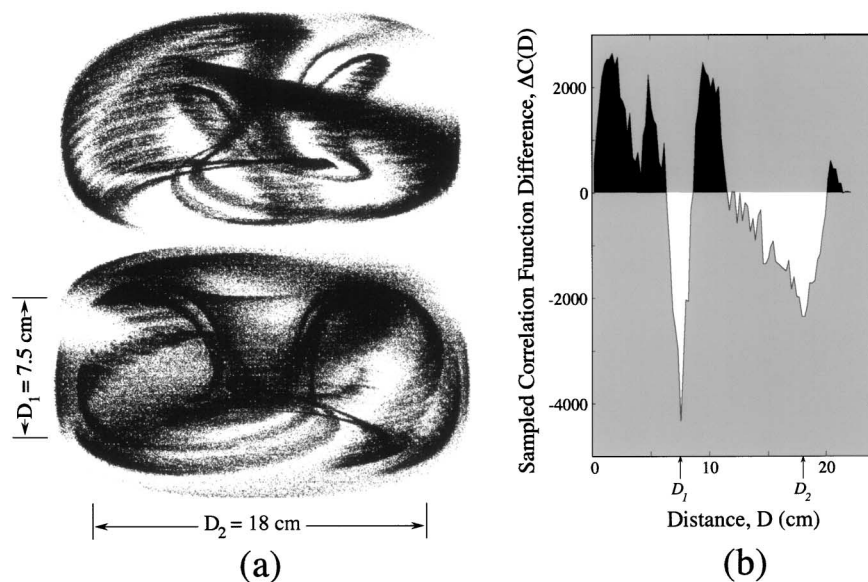 D1 = 7.5 cm
D2 = 18 cm
(a)
Sampled Correlation Function Difference, ΔC(D)
2000
0
-2000
-4000
0 10 20
D1 D2
Distance, D (cm)
(b)